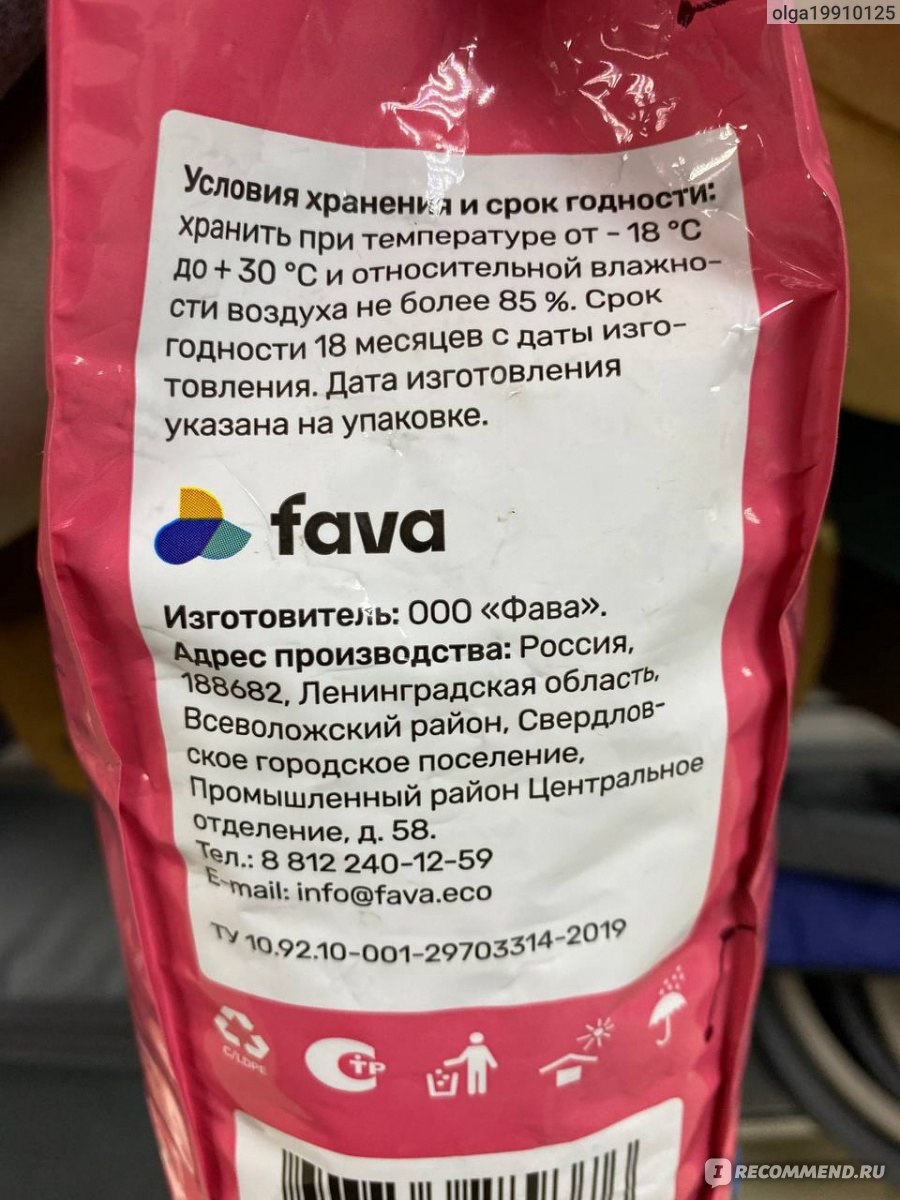 olga19910125
Условия хранения и срок годности:
хранить при температуре от - 18 °C
до + 30 °C и относительной влажно-
сти воздуха не более 85 %. Срок
годности 18 месяцев с даты изго-
товления. Дата изготовления
указана на упаковке.
fava
Изготовитель: ООО «Фава».
Адрес производства: Россия,
188682, Ленинградская область,
Всеволожский район, Свердлов-
ское городское поселение,
Промышленный район Центральное
отделение, д. 58.
Тел.: 8 812 240-12-59
E-mail: info@fava.eco
ТУ 10.92.10-001-29703314-2019
C/LDPE
СТР
I RECOMMEND.RU